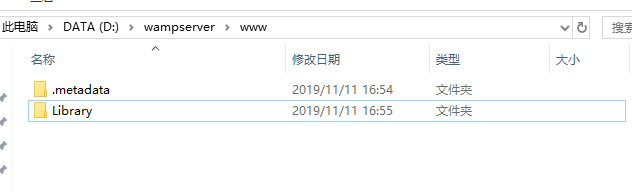 此电脑 > DATA (D:) > wampserver > www 搜索
名称 修改日期 类型 大小
.metadata 2019/11/11 16:54 文件夹
Library 2019/11/11 16:55 文件夹